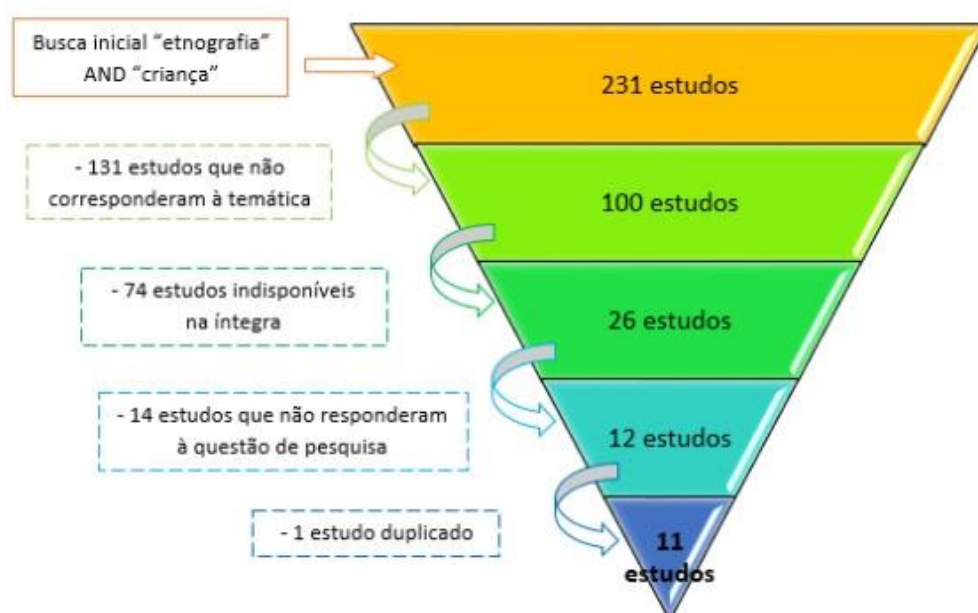 Busca inicial “etnografia”
AND “criança”
231 estudos
- 131 estudos que não
corresponderam à temática
100 estudos
- 74 estudos indisponíveis
na íntegra
26 estudos
- 14 estudos que não responderam
à questão de pesquisa
12 estudos
- 1 estudo duplicado
11
estudos